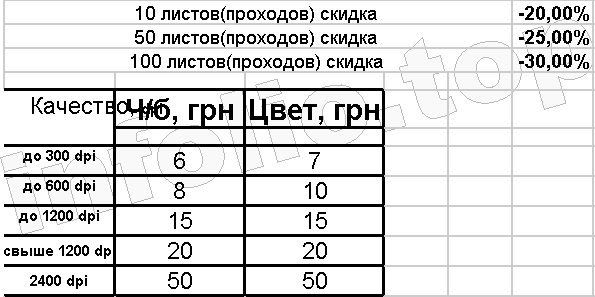 10 листов(проходов) скидка -20,00%
50 листов(проходов) скидка -25,00%
100 листов(проходов) скидка -30,00%
Качество, Ч/б, грн Цвет, грн
до 300 dpi 6 7
до 600 dpi 8 10
до 1200 dpi 15 15
свыше 1200 dp 20 20
2400 dpi 50 50
infolio.top